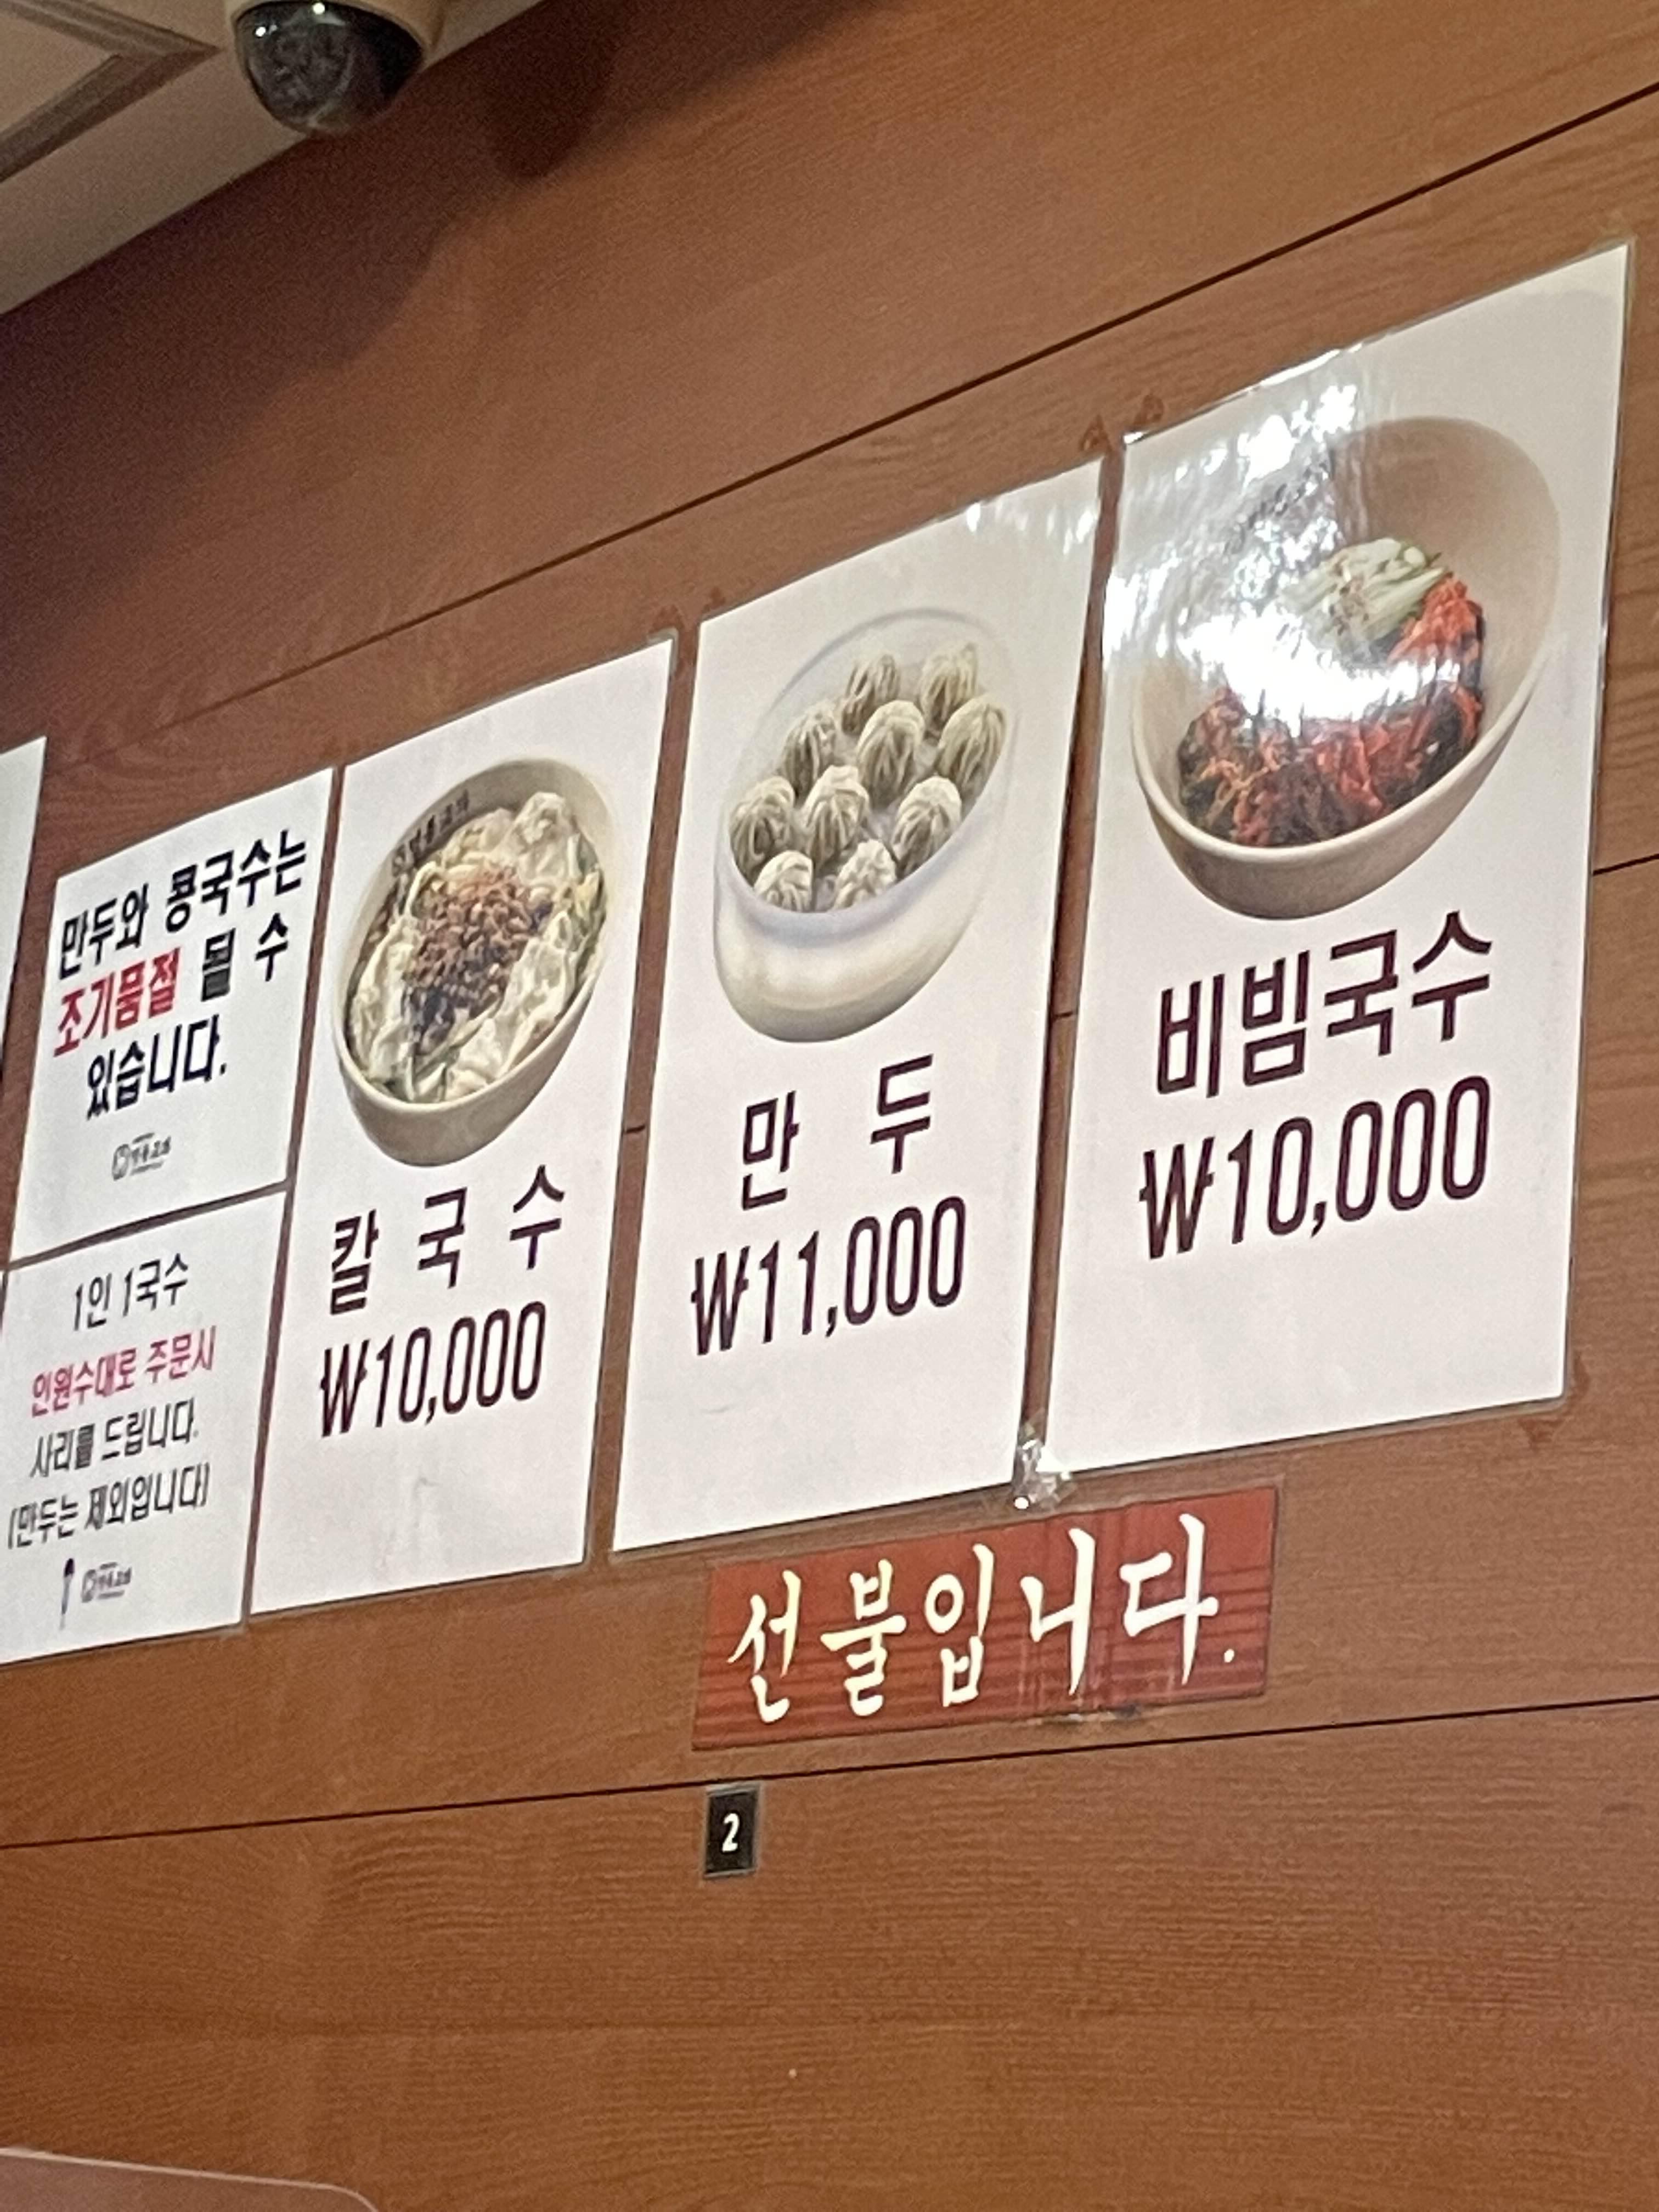 만두와 콩국수는
조기품절 될 수
있습니다.
1인 1국수
인원수대로 주문시
사리를 드립니다.
(만두는 제외입니다)
칼국수
₩10,000
만두
₩11,000
비빔국수
₩10,000
선불입니다.
2